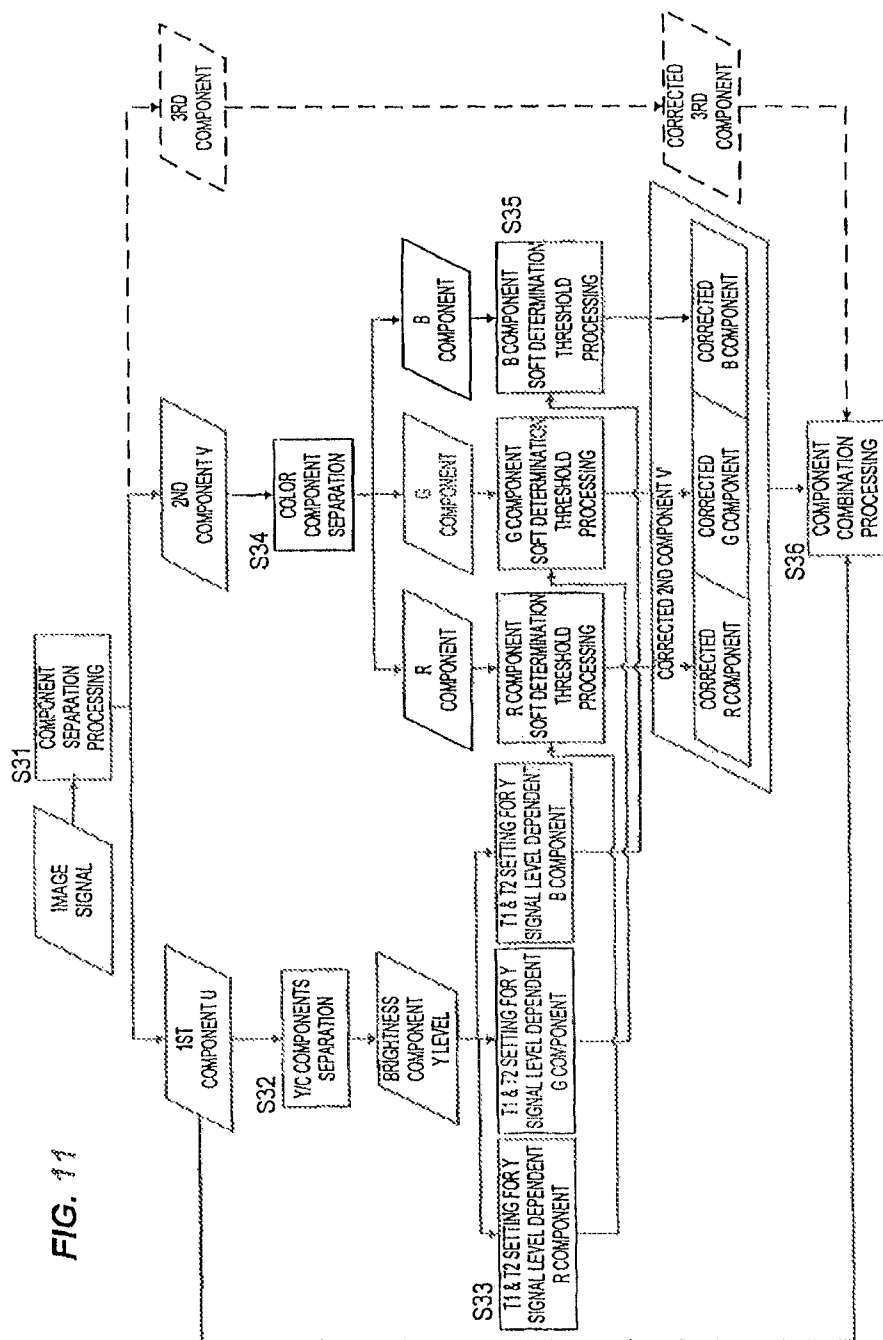 FIG. 11
IMAGE
SIGNAL
S31
COMPONENT
SEPARATION
PROCESSING
1ST
COMPONENT U
2ND
COMPONENT V
3RD
COMPONENT
S32
Y/C COMPONENTS
SEPARATION
S34
COLOR
COMPONENT
SEPARATION
BRIGHTNESS
COMPONENT
Y LEVEL
R
COMPONENT
G
COMPONENT
B
COMPONENT
S33
T1 & T2 SETTING FOR Y
SIGNAL LEVEL DEPENDENT
R COMPONENT
T1 & T2 SETTING FOR Y
SIGNAL LEVEL DEPENDENT
G COMPONENT
T1 & T2 SETTING FOR Y
SIGNAL LEVEL DEPENDENT
B COMPONENT
R COMPONENT
SOFT DETERMINATION
THRESHOLD
PROCESSING
G COMPONENT
SOFT DETERMINATION
THRESHOLD
PROCESSING
S35
B COMPONENT
SOFT DETERMINATION
THRESHOLD
PROCESSING
CORRECTED 2ND COMPONENT V
CORRECTED
R COMPONENT
CORRECTED
G COMPONENT
CORRECTED
B COMPONENT
CORRECTED
3RD
COMPONENT
S36
COMPONENT
COMBINATION
PROCESSING